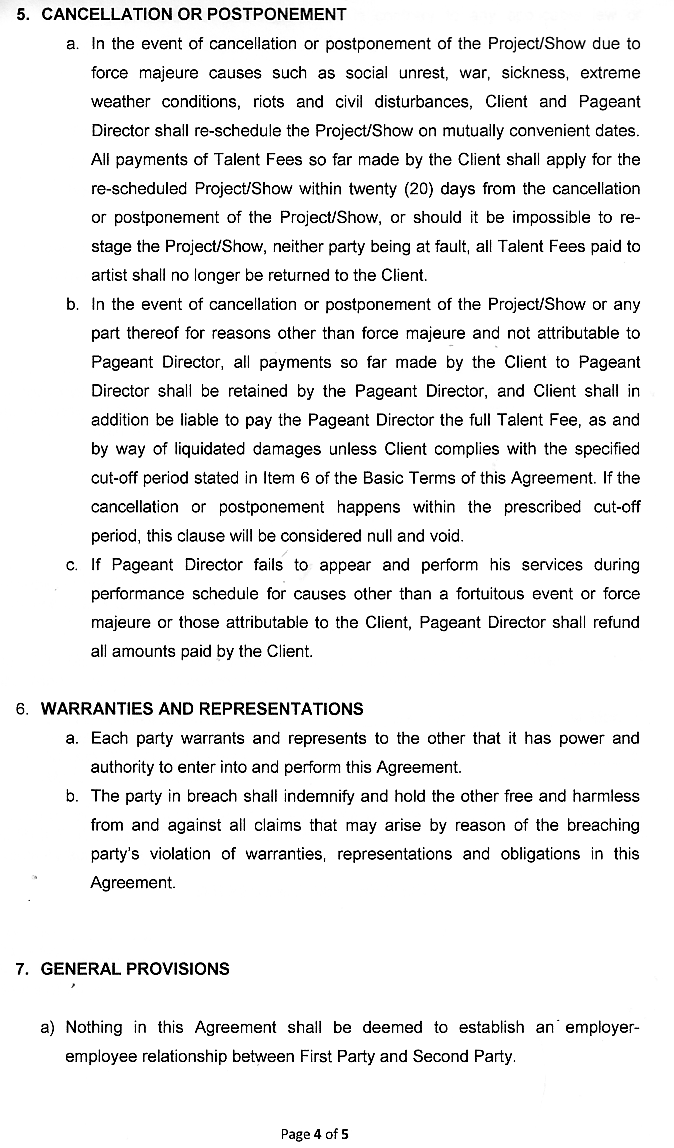 5. CANCELLATION OR POSTPONEMENT
a. In the event of cancellation or postponement of the Project/Show due to
force majeure causes such as social unrest, war, sickness, extreme
weather conditions, riots and civil disturbances, Client and Pageant
Director shall re-schedule the Project/Show on mutually convenient dates.
All payments of Talent Fees so far made by the Client shall apply for the
re-scheduled Project/Show within twenty (20) days from the cancellation
or postponement of the Project/Show, or should it be impossible to re-
stage the Project/Show, neither party being at fault, all Talent Fees paid to
artist shall no longer be returned to the Client.
b. In the event of cancellation or postponement of the Project/Show or any
part thereof for reasons other than force majeure and not attributable to
Pageant Director, all payments so far made by the Client to Pageant
Director shall be retained by the Pageant Director, and Client shall in
addition be liable to pay the Pageant Director the full Talent Fee, as and
by way of liquidated damages unless Client complies with the specified
cut-off period stated in Item 6 of the Basic Terms of this Agreement. If the
cancellation or postponement happens within the prescribed cut-off
period, this clause will be considered null and void.
c. If Pageant Director fails to appear and perform his services during
performance schedule for causes other than a fortuitous event or force
majeure or those attributable to the Client, Pageant Director shall refund
all amounts paid by the Client.
6. WARRANTIES AND REPRESENTATIONS
a. Each party warrants and represents to the other that it has power and
authority to enter into and perform this Agreement.
b. The party in breach shall indemnify and hold the other free and harmless
from and against all claims that may arise by reason of the breaching
party's violation of warranties, representations and obligations in this
Agreement.
7. GENERAL PROVISIONS
a) Nothing in this Agreement shall be deemed to establish an employer-
employee relationship between First Party and Second Party.
Page 4 of 5